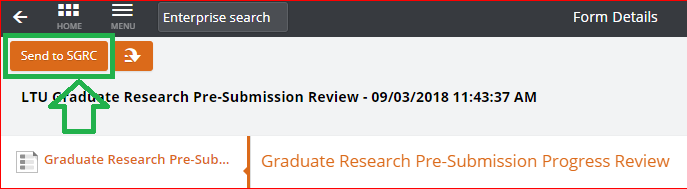 HOME MENU Enterprise search Form Details
Send to SGRC
LTU Graduate Research Pre-Submission Review - 09/03/2018 11:43:37 AM
Graduate Research Pre-Sub... Graduate Research Pre-Submission Progress Review